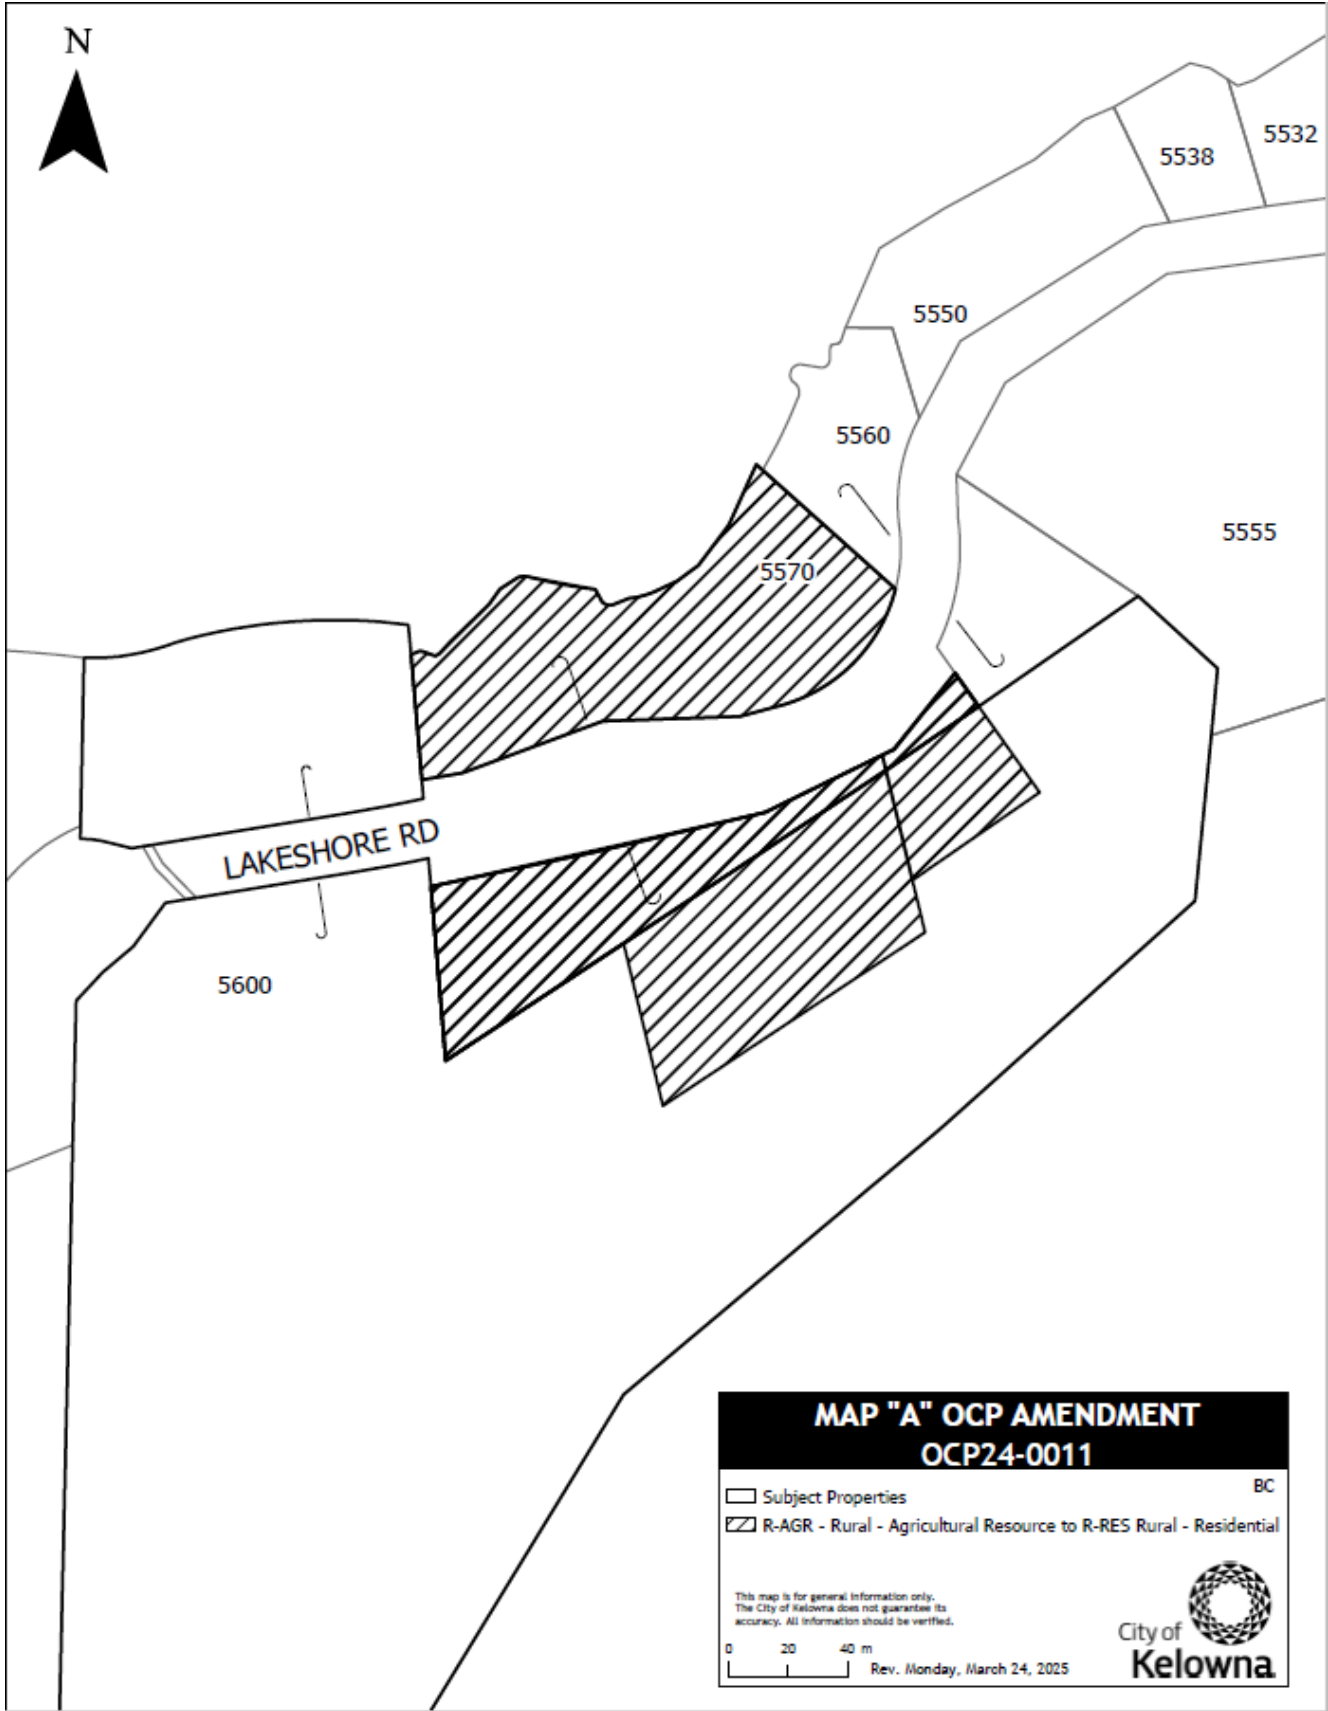 N
5532
5538
5550
5560
5555
5570
LAKESHORE RD
5600
MAP "A" OCP AMENDMENT
OCP24-0011
BC
Subject Properties
R-AGR - Rural - Agricultural Resource to R-RES Rural - Residential
This map is for general information only.
The City of Kelowna does not guarantee its
accuracy. All information should be verified.
0 20 40 m
Rev. Monday, March 24, 2025
City of
Kelowna